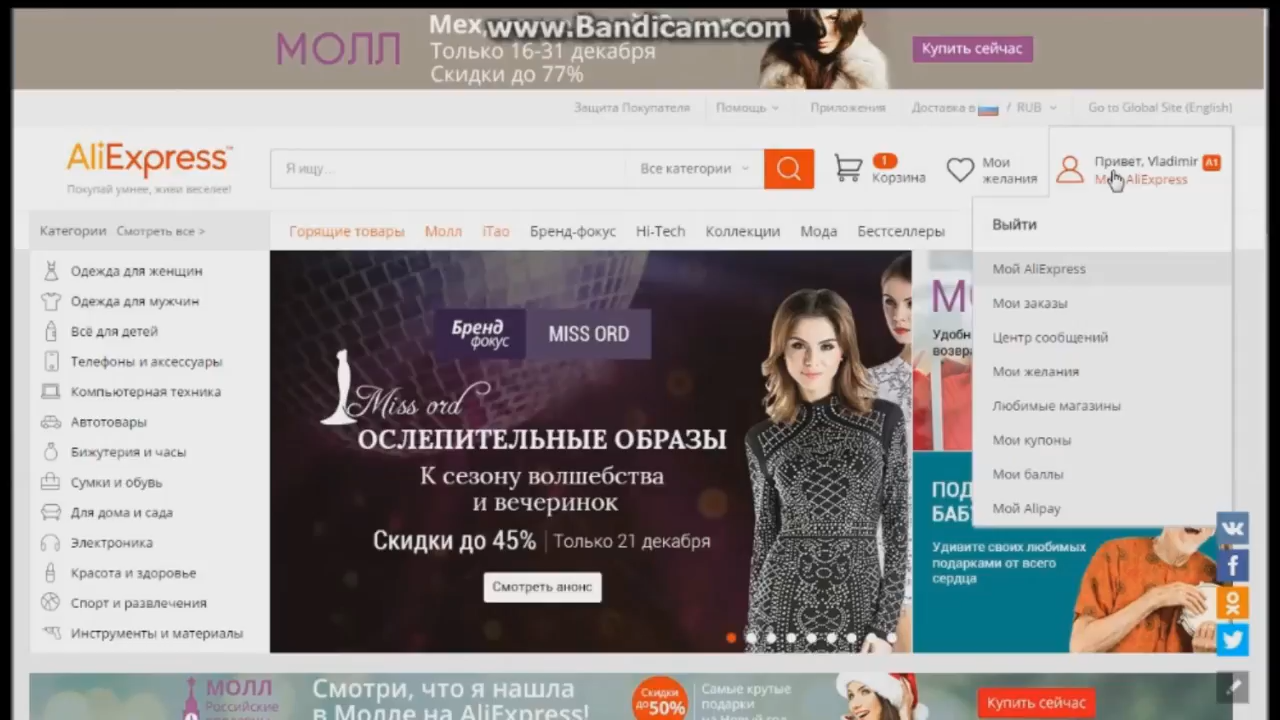 www.Bandicam.com
МОЛЛ
Только 16-31 декабря
Скидки до 77%
Купить сейчас
Защита Покупателя
Помощь
Приложения
Доставка в / RUB
Go to Global Site (English)
AliExpress™
Покупай умнее, живи веселее!
Я ищу...
Все категории
1
Корзина
Мои
желания
Привет, Vladimir A1
AliExpress
Категории Смотреть все >
Горящие товары
Молл
iTao
Бренд-фокус
Hi-Tech
Коллекции
Мода
Бестселлеры
Выйти
Мой AliExpress
Мои заказы
Центр сообщений
Мои желания
Любимые магазины
Мои купоны
Мои баллы
Мой Alipay
Одежда для женщин
Одежда для мужчин
Всё для детей
Телефоны и аксессуары
Компьютерная техника
Автотовары
Бижутерия и часы
Сумки и обувь
Для дома и сада
Электроника
Красота и здоровье
Спорт и развлечения
Инструменты и материалы
Бренд
фокус
MISS ORD
Miss ord
ОСЛЕПИТЕЛЬНЫЕ ОБРАЗЫ
К сезону волшебства
и вечеринок
Скидки до 45% | Только 21 декабря
Смотреть анонс
Удивите своих любимых
подарками от всего
сердца
МОЛЛ
Российские
Смотри, что я нашла
в Молле на AliExpress!
Скидки
до 50%
Самые крутые
подарки
на Новый год
Купить сейчас